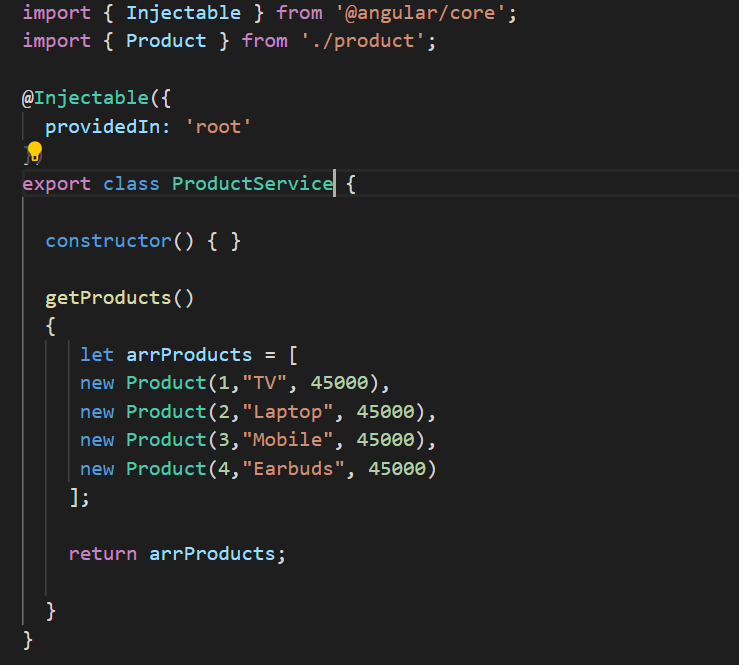 import { Injectable } from '@angular/core';
import { Product } from './product';
@Injectable({
providedIn: 'root'
})
export class ProductService {
constructor() { }
getProducts()
{
let arrProducts = [
new Product(1,"TV", 45000),
new Product(2,"Laptop", 45000),
new Product(3,"Mobile", 45000),
new Product(4,"Earbuds", 45000)
];
return arrProducts;
}
}